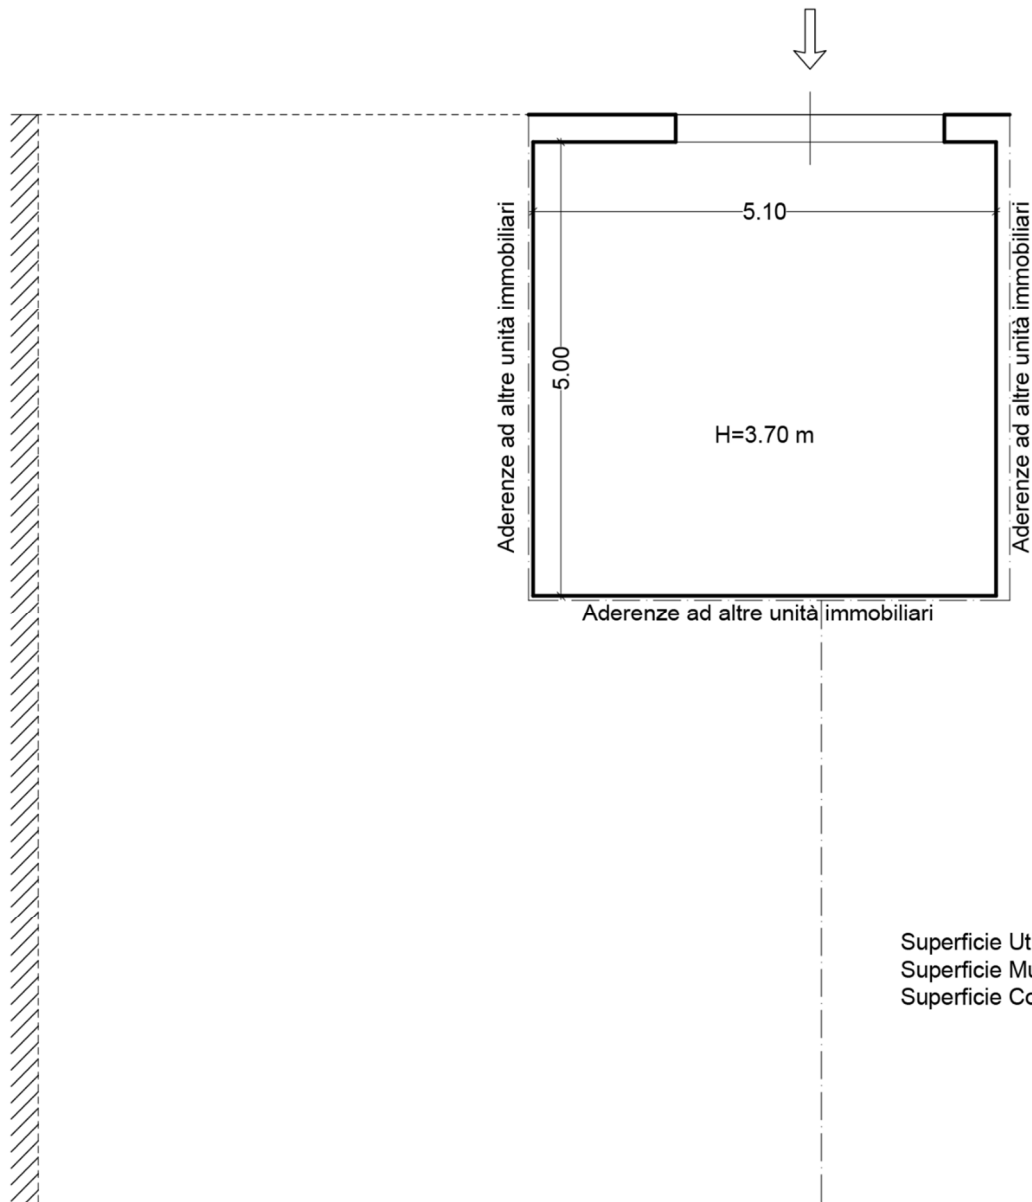 5.10
Aderenze ad altre unità immobiliari
5.00
H=3.70 m
Aderenze ad altre unità immobiliari
Aderenze ad altre unità immobiliari
Superficie Ut
Superficie Mu
Superficie Co